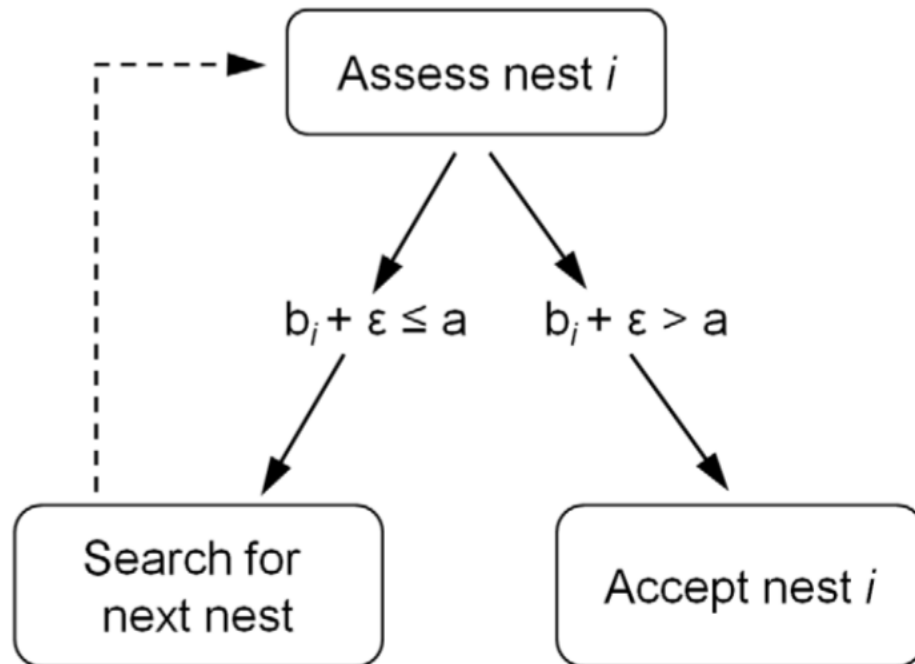 Assess nest i
bᵢ + ε ≤ a
bᵢ + ε > a
Search for
next nest
Accept nest i